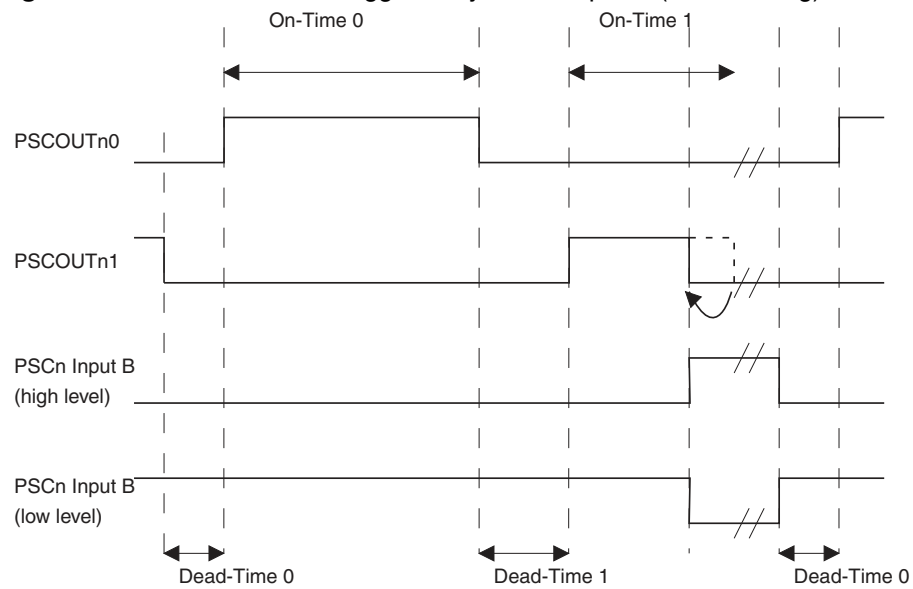 On-Time 0
On-Time 1
PSCOUTn0
PSCOUTn1
PSCn Input B
(high level)
PSCn Input B
(low level)
Dead-Time 0
Dead-Time 1
Dead-Time 0